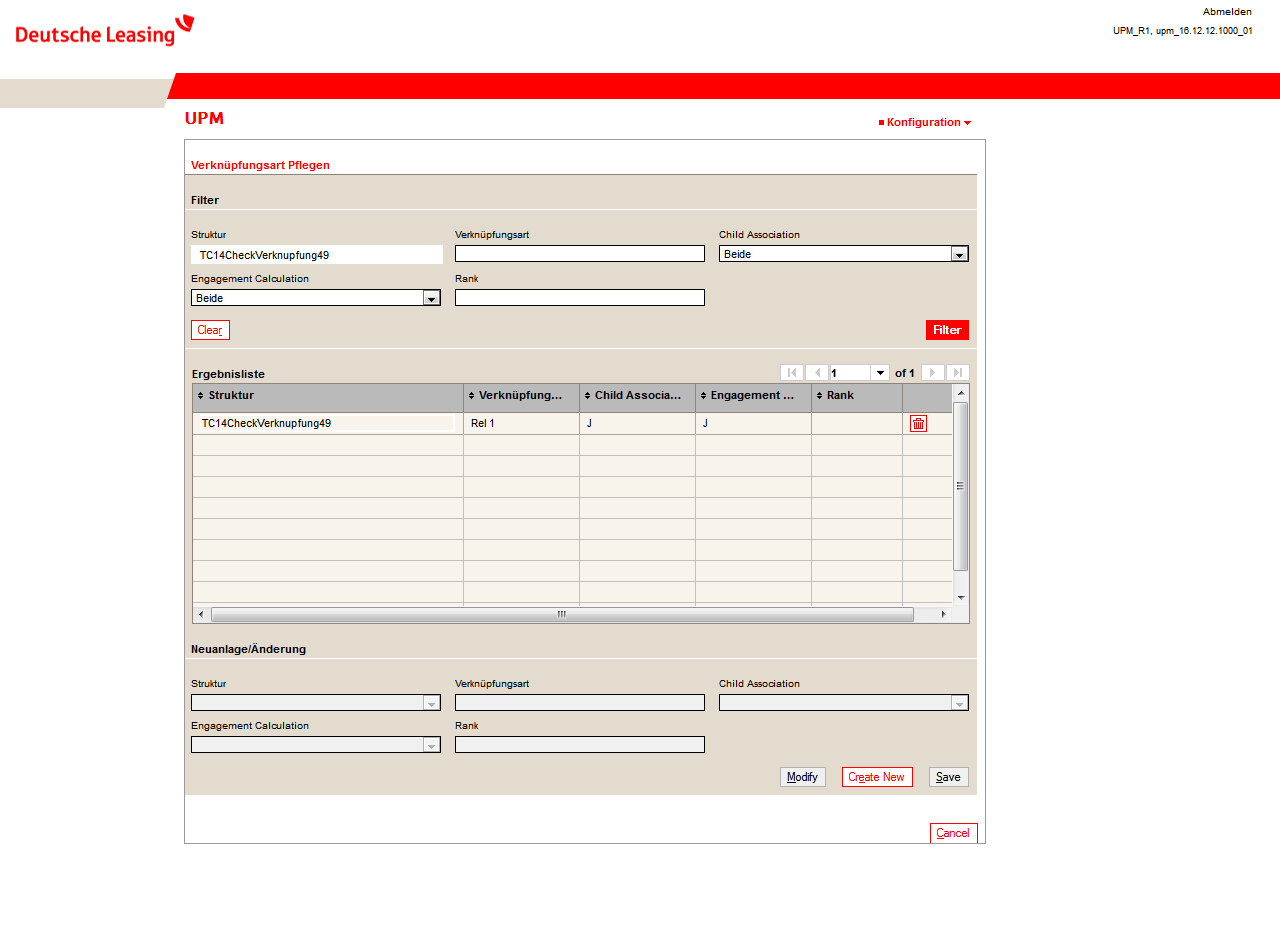 Abmelden
Deutsche Leasing
UPM_R1, upm_16.12.12.1000_01
UPM
Konfiguration
Verknüpfungsart Pflegen
Filter
Struktur Verknüpfungsart Child Association
TC14CheckVerknupfung49 Beide
Engagement Calculation Rank
Beide
Clear Filter
Ergebnisliste 1 of 1
Struktur Verknüpfung... Child Associa... Engagement ... Rank
TC14CheckVerknupfung49 Rel 1 J J
Neuanlage/Änderung
Struktur Verknüpfungsart Child Association
Engagement Calculation Rank
Modify Create New Save
Cancel